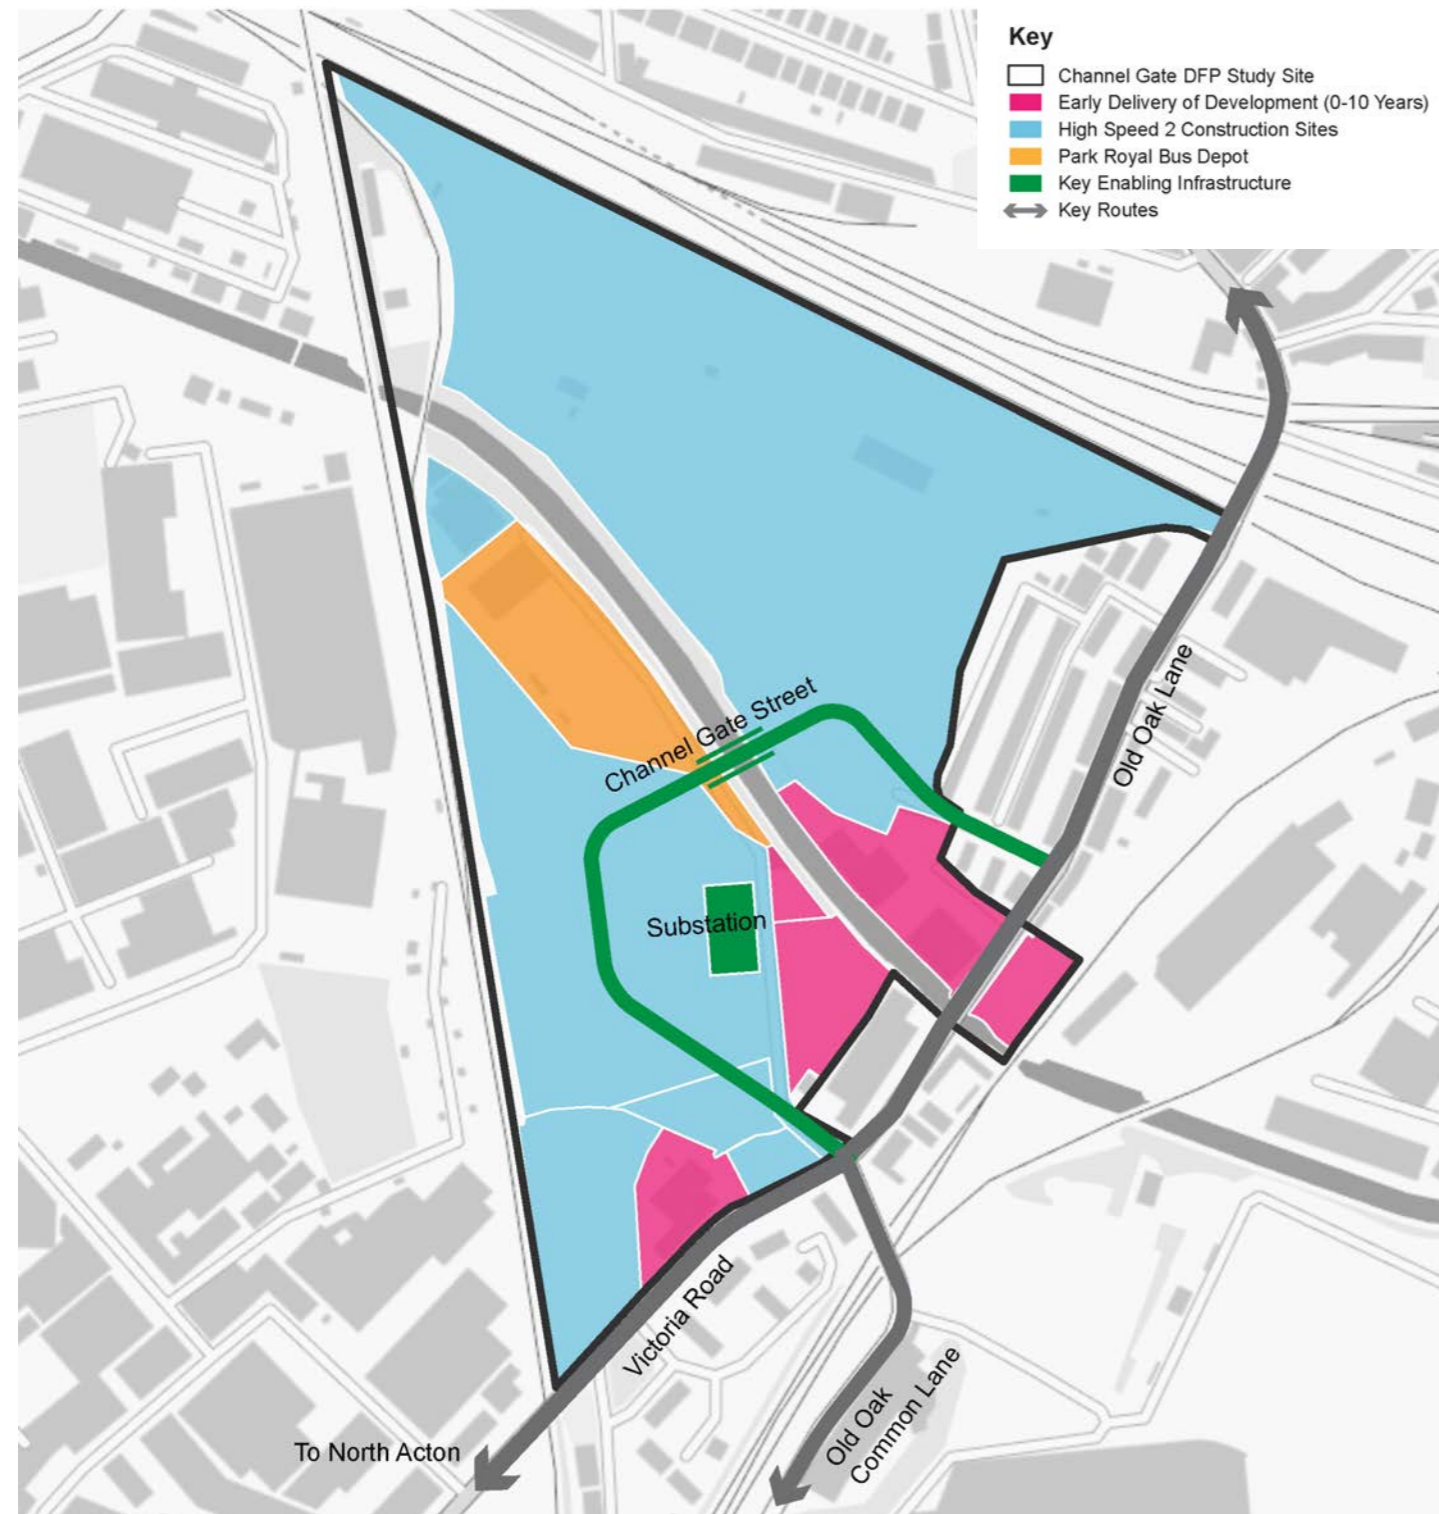 Key
Channel Gate DFP Study Site
Early Delivery of Development (0-10 Years)
High Speed 2 Construction Sites
Park Royal Bus Depot
Key Enabling Infrastructure
Key Routes
Old Oak Lane
Channel Gate Street
Substation
Victoria Road
Old Oak
Common Lane
To North Acton